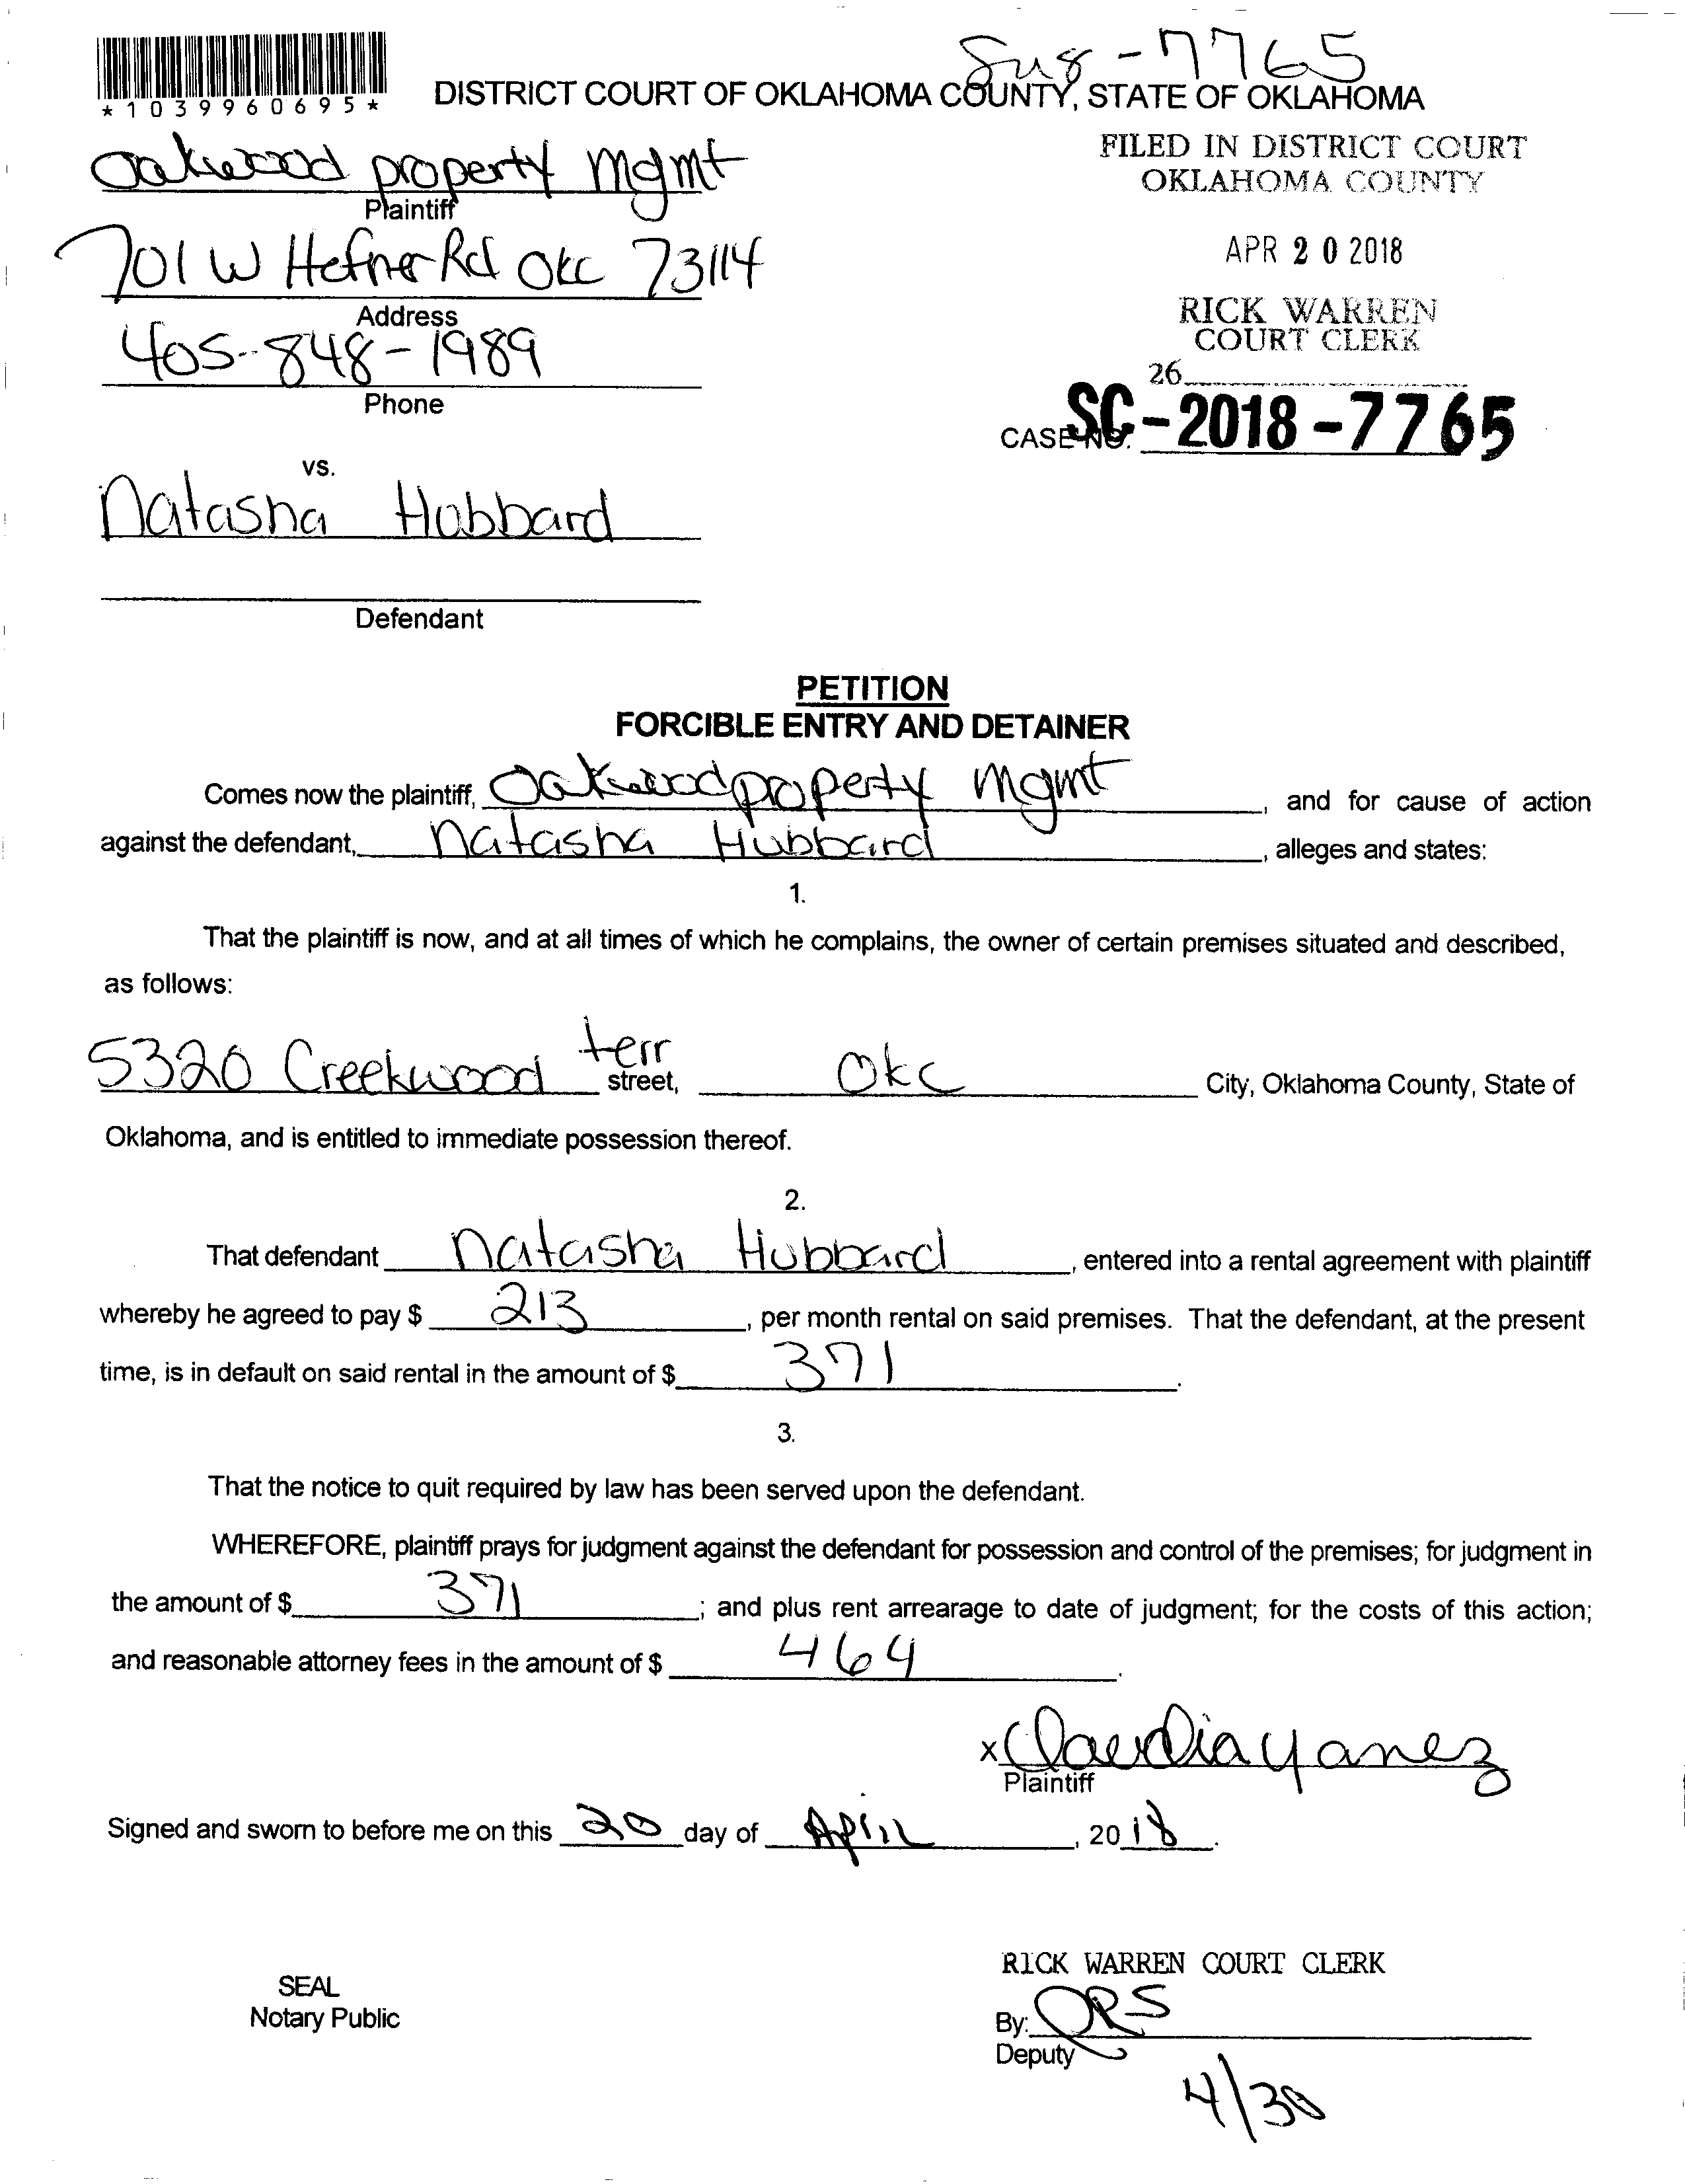 Sm8-7765
*1039960695*
DISTRICT COURT OF OKLAHOMA COUNTY, STATE OF OKLAHOMA
FILED IN DISTRICT COURT
OKLAHOMA COUNTY
Oakwood property mgmt
Plaintiff
701 W Hefner Rd Okc 73114
Address
APR 20 2018
RICK WARREN
COURT CLERK
405-848-1989
Phone
26
CASE NO. SC-2018-7765
vs.
Natasha Hubbard
Defendant
PETITION
FORCIBLE ENTRY AND DETAINER
Comes now the plaintiff, Oakwood property mgmt, and for cause of action
against the defendant, Natasha Hubbard, alleges and states:
1.
That the plaintiff is now, and at all times of which he complains, the owner of certain premises situated and described,
as follows:
5320 Creekwood terr street, Okc City, Oklahoma County, State of
Oklahoma, and is entitled to immediate possession thereof.
2.
That defendant Natasha Hubbard, entered into a rental agreement with plaintiff
whereby he agreed to pay $ 213, per month rental on said premises. That the defendant, at the present
time, is in default on said rental in the amount of $ 371.
3.
That the notice to quit required by law has been served upon the defendant.
WHEREFORE, plaintiff prays for judgment against the defendant for possession and control of the premises; for judgment in
the amount of $ 371; and plus rent arrearage to date of judgment; for the costs of this action;
and reasonable attorney fees in the amount of $ 464.
x Claudia Yanez
Plaintiff
Signed and sworn to before me on this 20 day of April, 2018.
RICK WARREN COURT CLERK
SEAL
Notary Public
By: QRS
Deputy
4/30